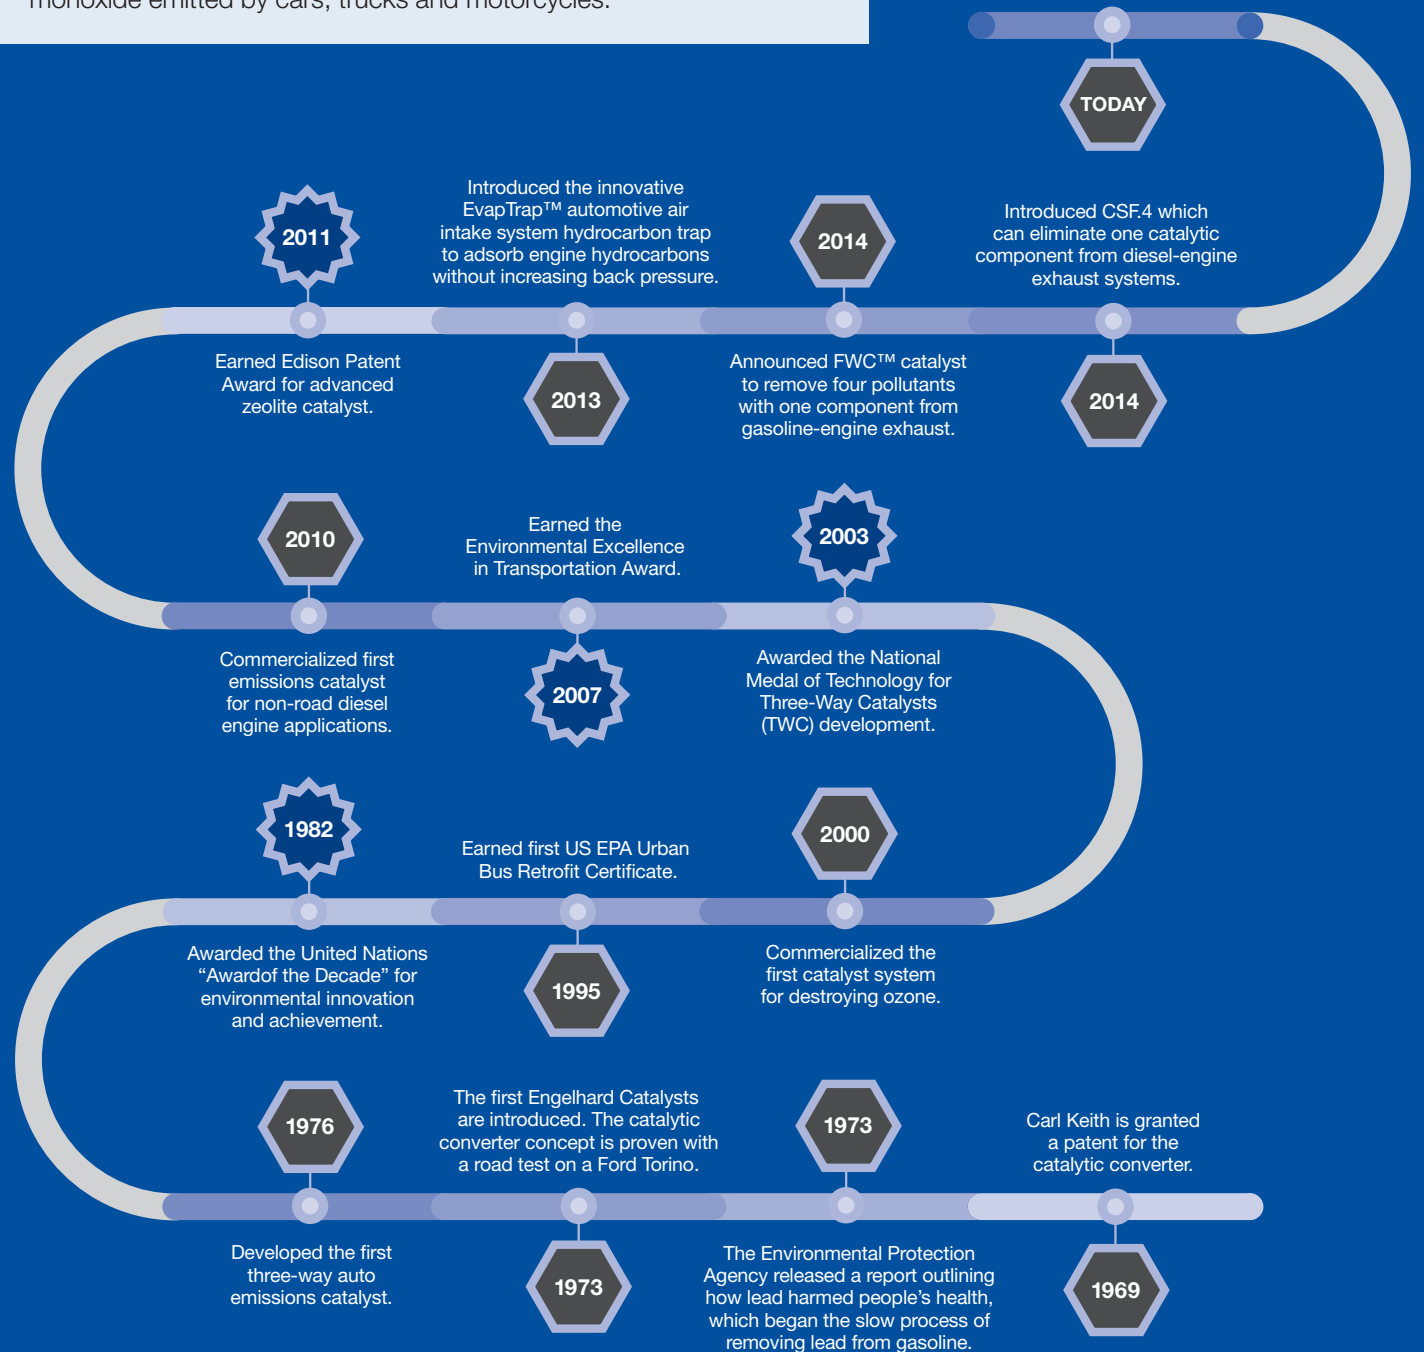 monoxide emitted by cars, trucks and motorcycles.
TODAY
2011
Earned Edison Patent
Award for advanced
zeolite catalyst.
Introduced the innovative
EvapTrap™ automotive air
intake system hydrocarbon trap
to adsorb engine hydrocarbons
without increasing back pressure.
2013
2014
Announced FWC™ catalyst
to remove four pollutants
with one component from
gasoline-engine exhaust.
Introduced CSF.4 which
can eliminate one catalytic
component from diesel-engine
exhaust systems.
2014
2010
Commercialized first
emissions catalyst
for non-road diesel
engine applications.
Earned the
Environmental Excellence
in Transportation Award.
2007
2003
Awarded the National
Medal of Technology for
Three-Way Catalysts
(TWC) development.
1982
Awarded the United Nations
“Awardof the Decade” for
environmental innovation
and achievement.
Earned first US EPA Urban
Bus Retrofit Certificate.
1995
2000
Commercialized the
first catalyst system
for destroying ozone.
1976
Developed the first
three-way auto
emissions catalyst.
The first Engelhard Catalysts
are introduced. The catalytic
converter concept is proven with
a road test on a Ford Torino.
1973
1973
The Environmental Protection
Agency released a report outlining
how lead harmed people’s health,
which began the slow process of
removing lead from gasoline.
Carl Keith is granted
a patent for the
catalytic converter.
1969